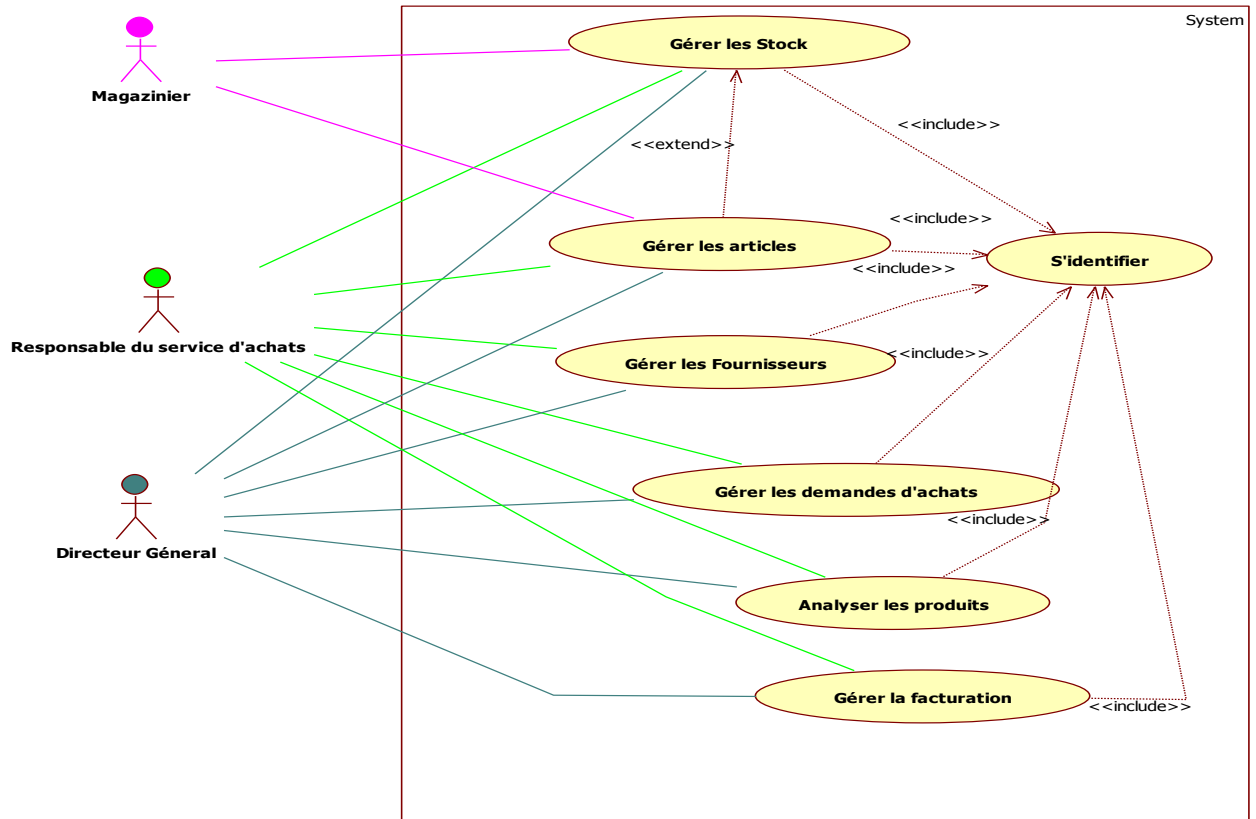 System
Gérer les Stock
Magazinier
<<include>>
<<extend>>
<<include>>
Gérer les articles
S'identifier
<<include>>
Responsable du service d'achats
<<include>>
Gérer les Fournisseurs
Gérer les demandes d'achats
<<include>>
Directeur Géneral
Analyser les produits
Gérer la facturation
<<include>>